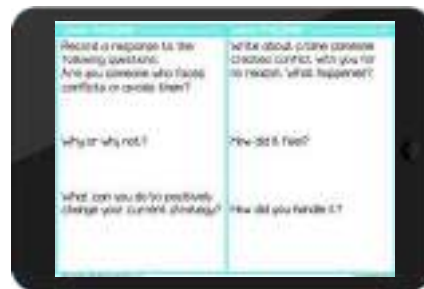 Record a response to the
following questions.
Are you someone who faces
conflicts or avoids them?
Why or why not?
What can you do to positively
change your current strategy?
Write about a time someone
created conflict with you for
no reason. What happened?
How did it feel?
How did you handle it?